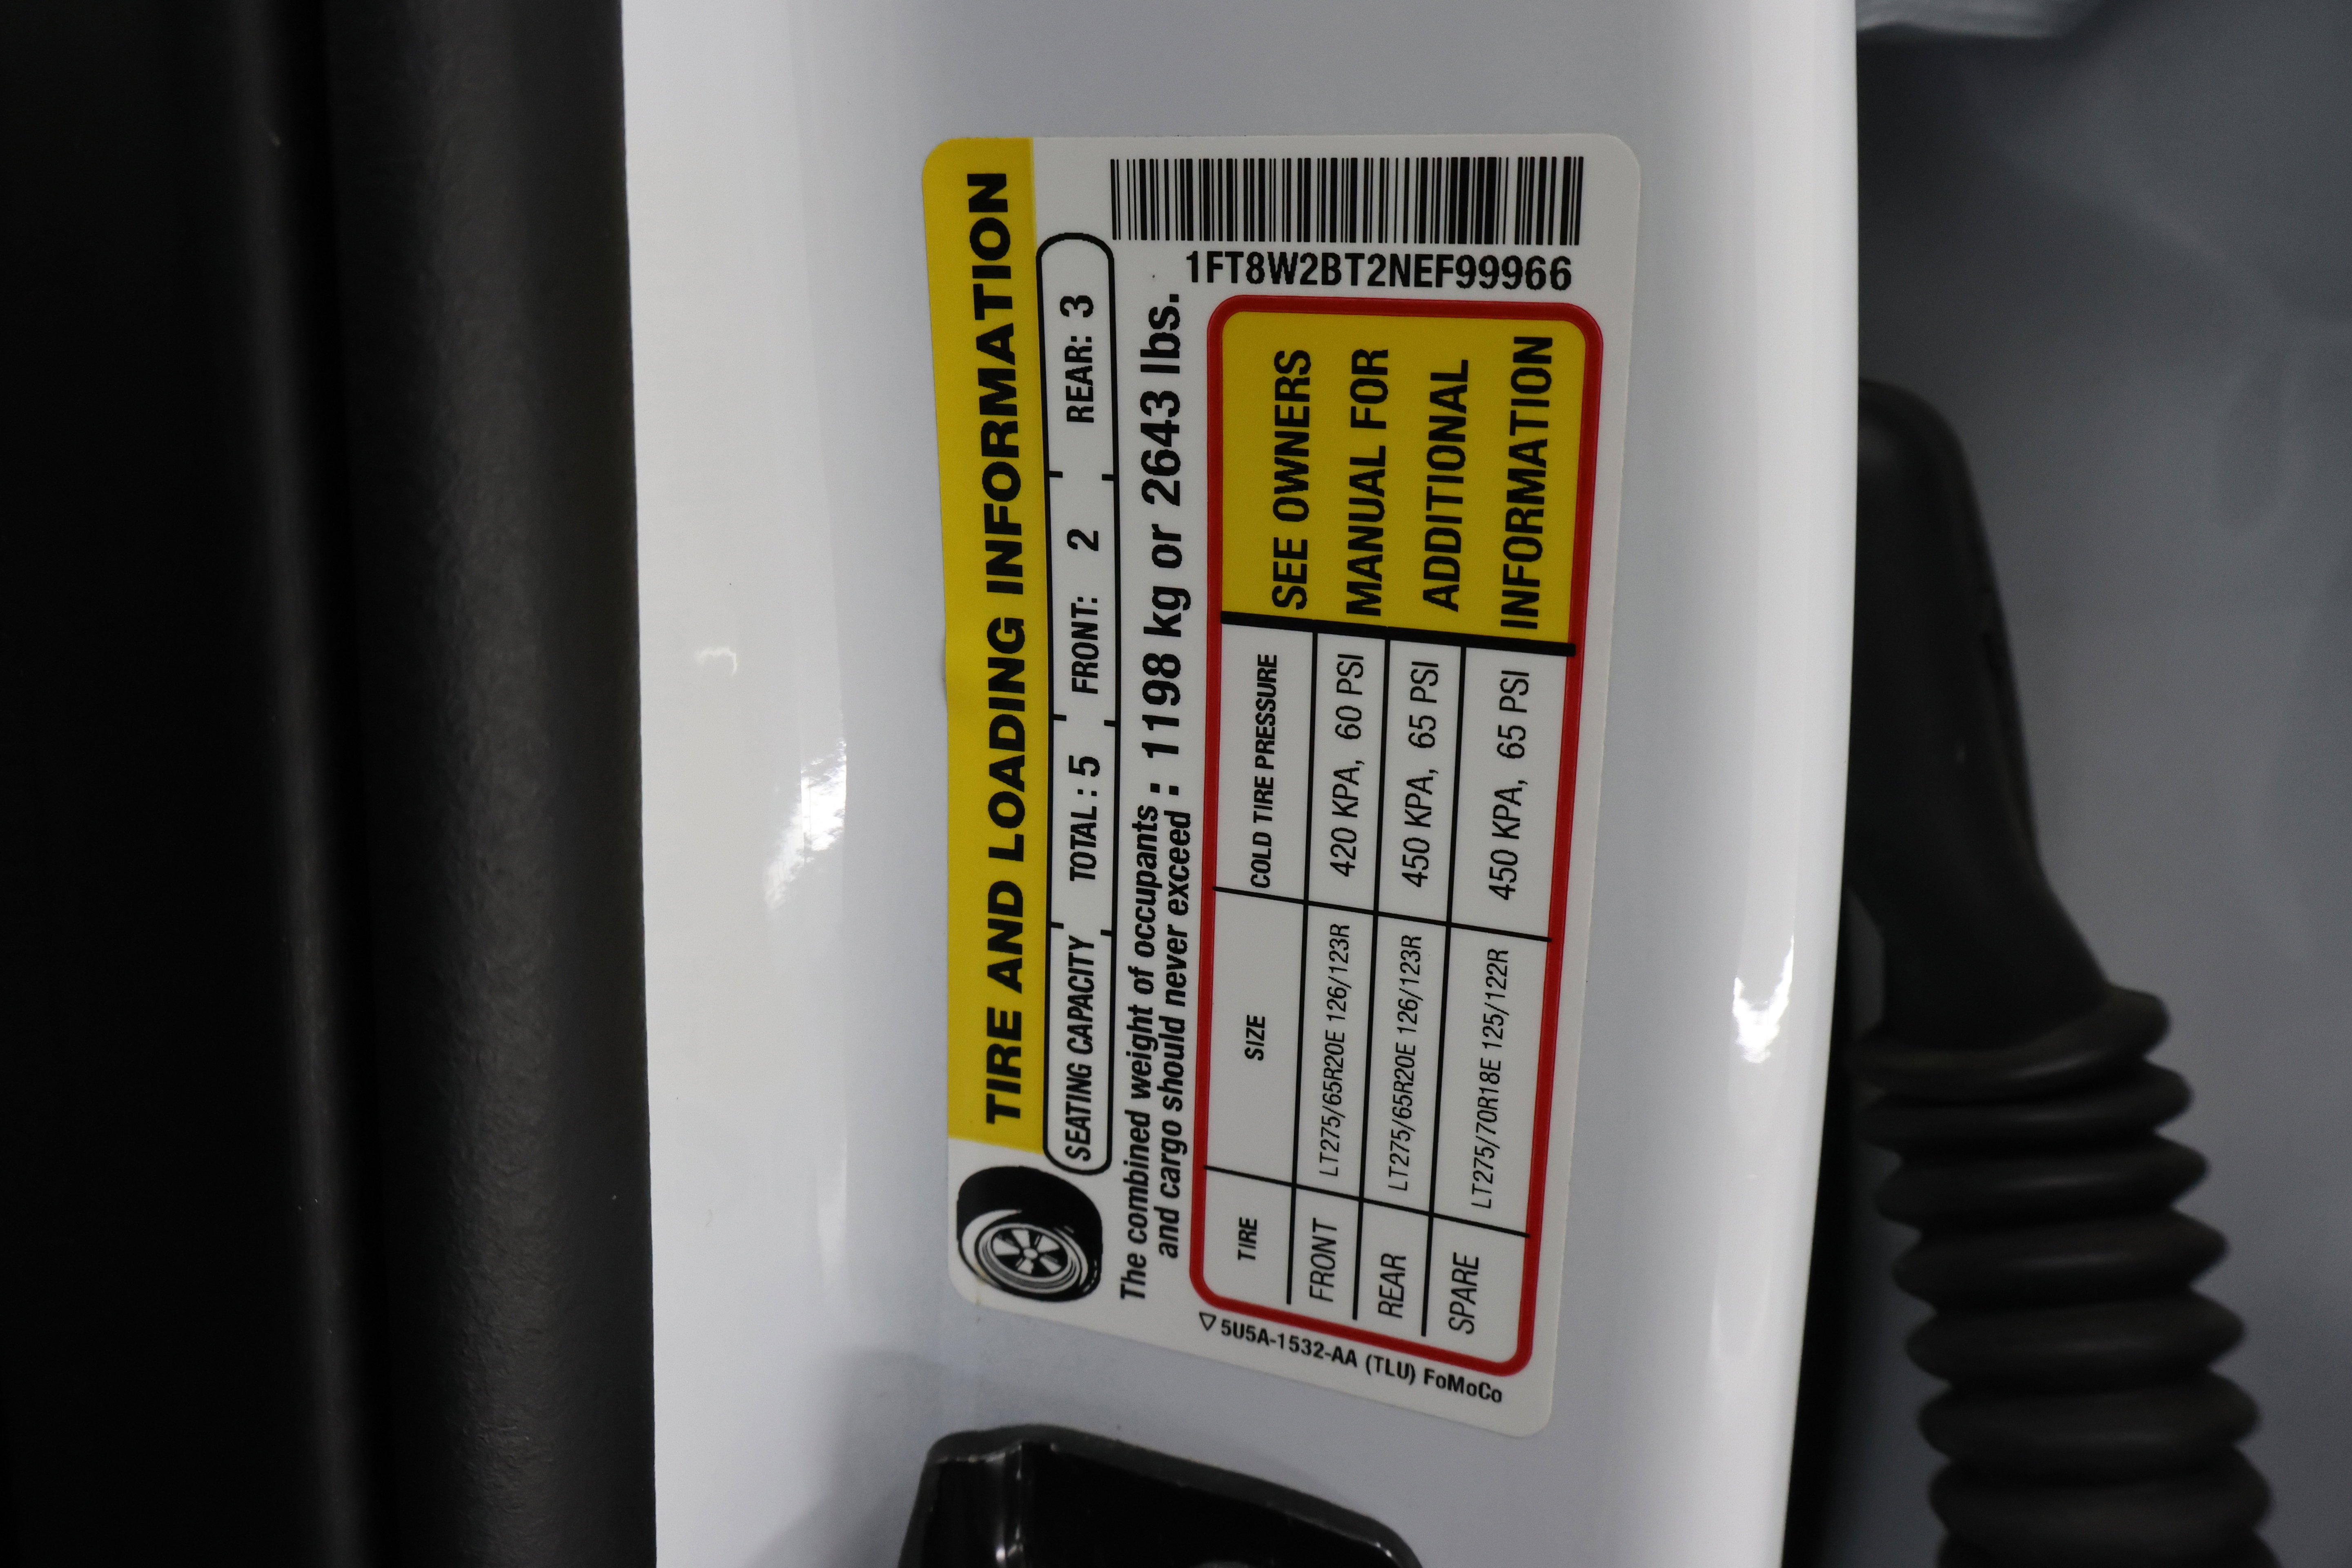 TIRE AND LOADING INFORMATION
SEATING CAPACITY TOTAL : 5 FRONT: 2 REAR: 3
The combined weight of occupants
and cargo should never exceed : 1198 kg or 2643 lbs.
1FT8W2BT2NEF99966
TIRE SIZE COLD TIRE PRESSURE
FRONT LT275/65R20E 126/123R 420 KPA, 60 PSI
REAR LT275/65R20E 126/123R 450 KPA, 65 PSI
SPARE LT275/70R18E 125/122R 450 KPA, 65 PSI
SEE OWNERS
MANUAL FOR
ADDITIONAL
INFORMATION
5U5A-1532-AA (TLU) FoMoCo